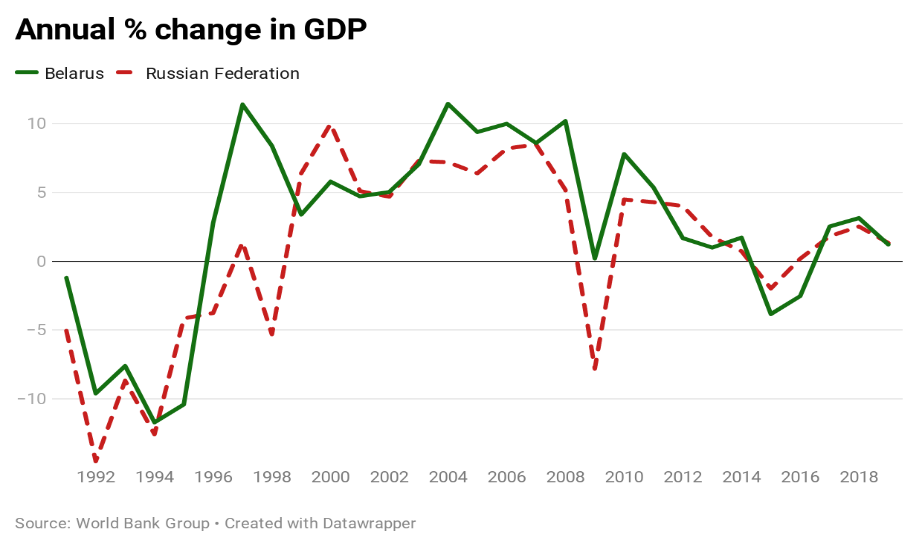 Annual % change in GDP
Belarus Russian Federation
10
5
0
−5
−10
1992 1994 1996 1998 2000 2002 2004 2006 2008 2010 2012 2014 2016 2018
Source: World Bank Group • Created with Datawrapper